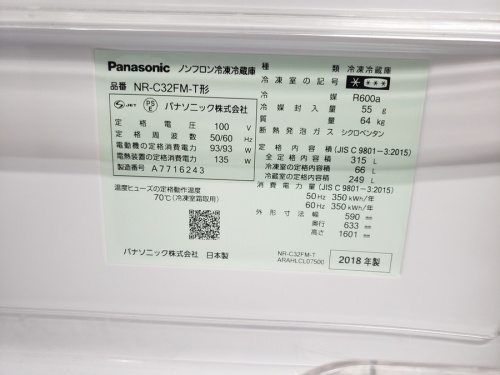 Panasonic ノンフロン冷凍冷蔵庫
品番 NR-C32FM-T形
JET PS E パナソニック株式会社
定格電圧 100 V
定格周波数 50/60 Hz
電動機の定格消費電力 93/93 W
電熱装置の定格消費電力 135 W
製造番号 A7716243
温度ヒューズの定格動作温度
70℃(冷凍室霜取用)
パナソニック株式会社 日本製
種類 冷凍冷蔵庫
冷凍室の記号 ****
冷媒 R600a
冷媒封入量 55 g
質量 64 kg
断熱発泡ガス シクロペンタン
定格内容積(JIS C 9801-3:2015)
全定格内容積 315 L
冷凍室の定格内容積 66 L
冷蔵室の定格内容積 249 L
消費電力量(JIS C 9801-3:2015)
50Hz 350kWh/年
60Hz 350kWh/年
外形寸法 幅 590 mm
奥行 633 mm
高さ 1601 mm
NR-C32FM-T
ARAHLCL07500
2018年製